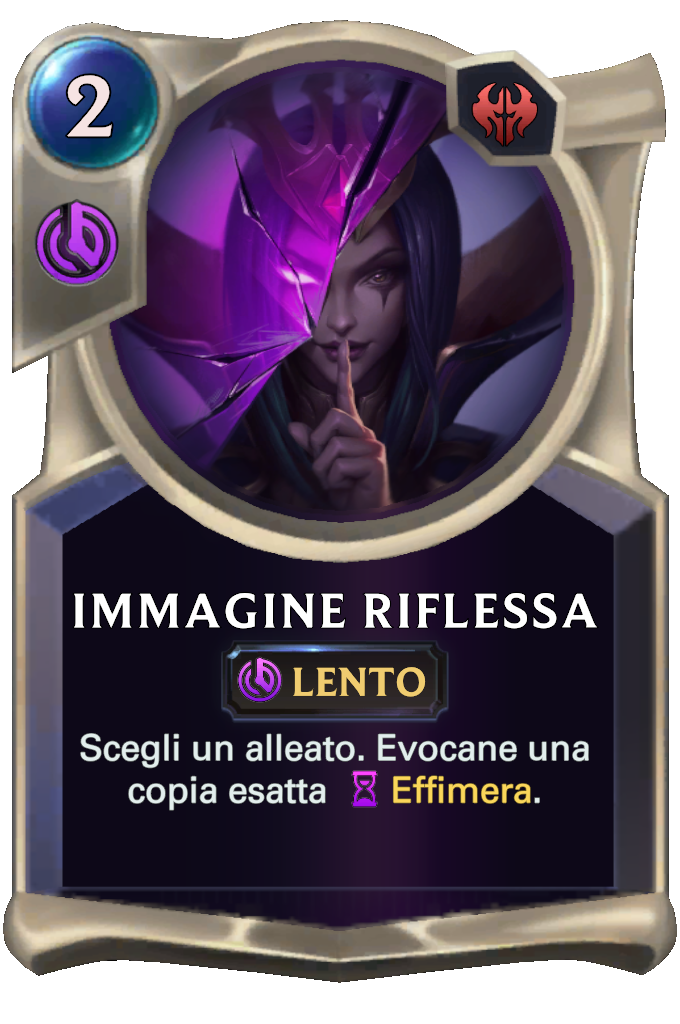 2
IMMAGINE RIFLESSA
LENTO
Scegli un alleato. Evocane una
copia esatta Effimera.